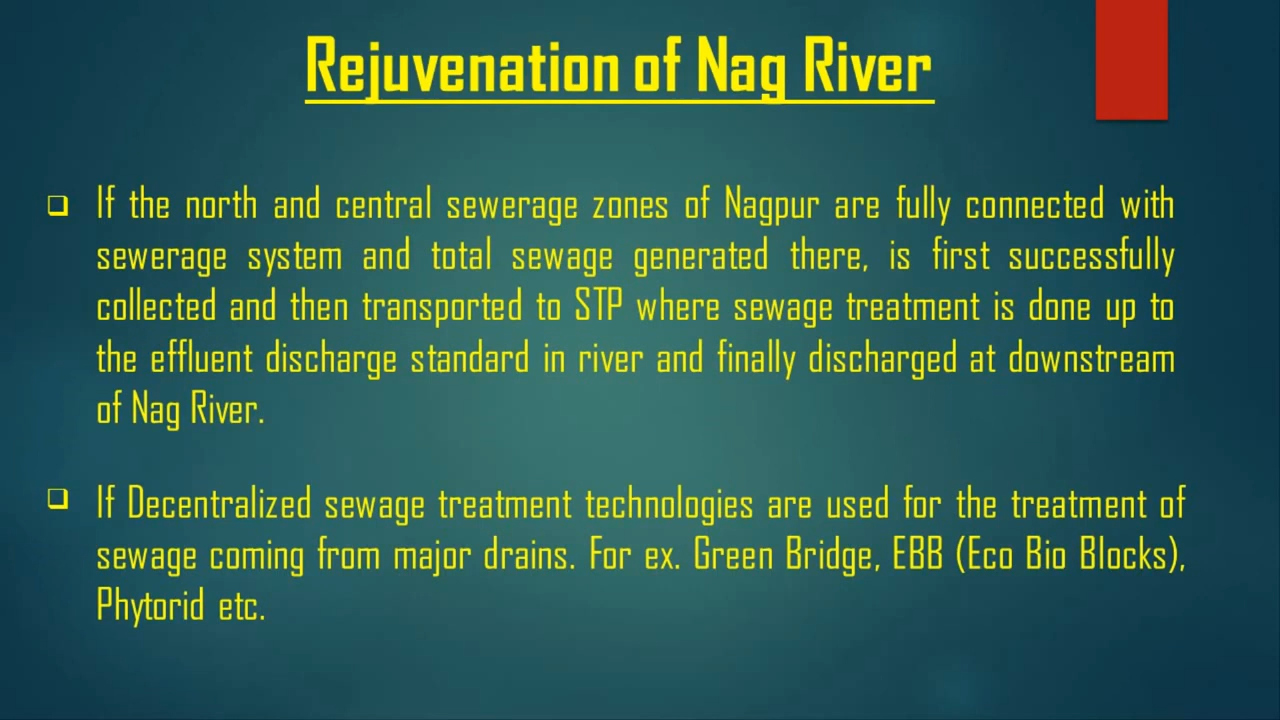 Rejuvenation of Nag River
❑ If the north and central sewerage zones of Nagpur are fully connected with
sewerage system and total sewage generated there, is first successfully
collected and then transported to STP where sewage treatment is done up to
the effluent discharge standard in river and finally discharged at downstream
of Nag River.
❑ If Decentralized sewage treatment technologies are used for the treatment of
sewage coming from major drains. For ex. Green Bridge, EBB (Eco Bio Blocks),
Phytorid etc.